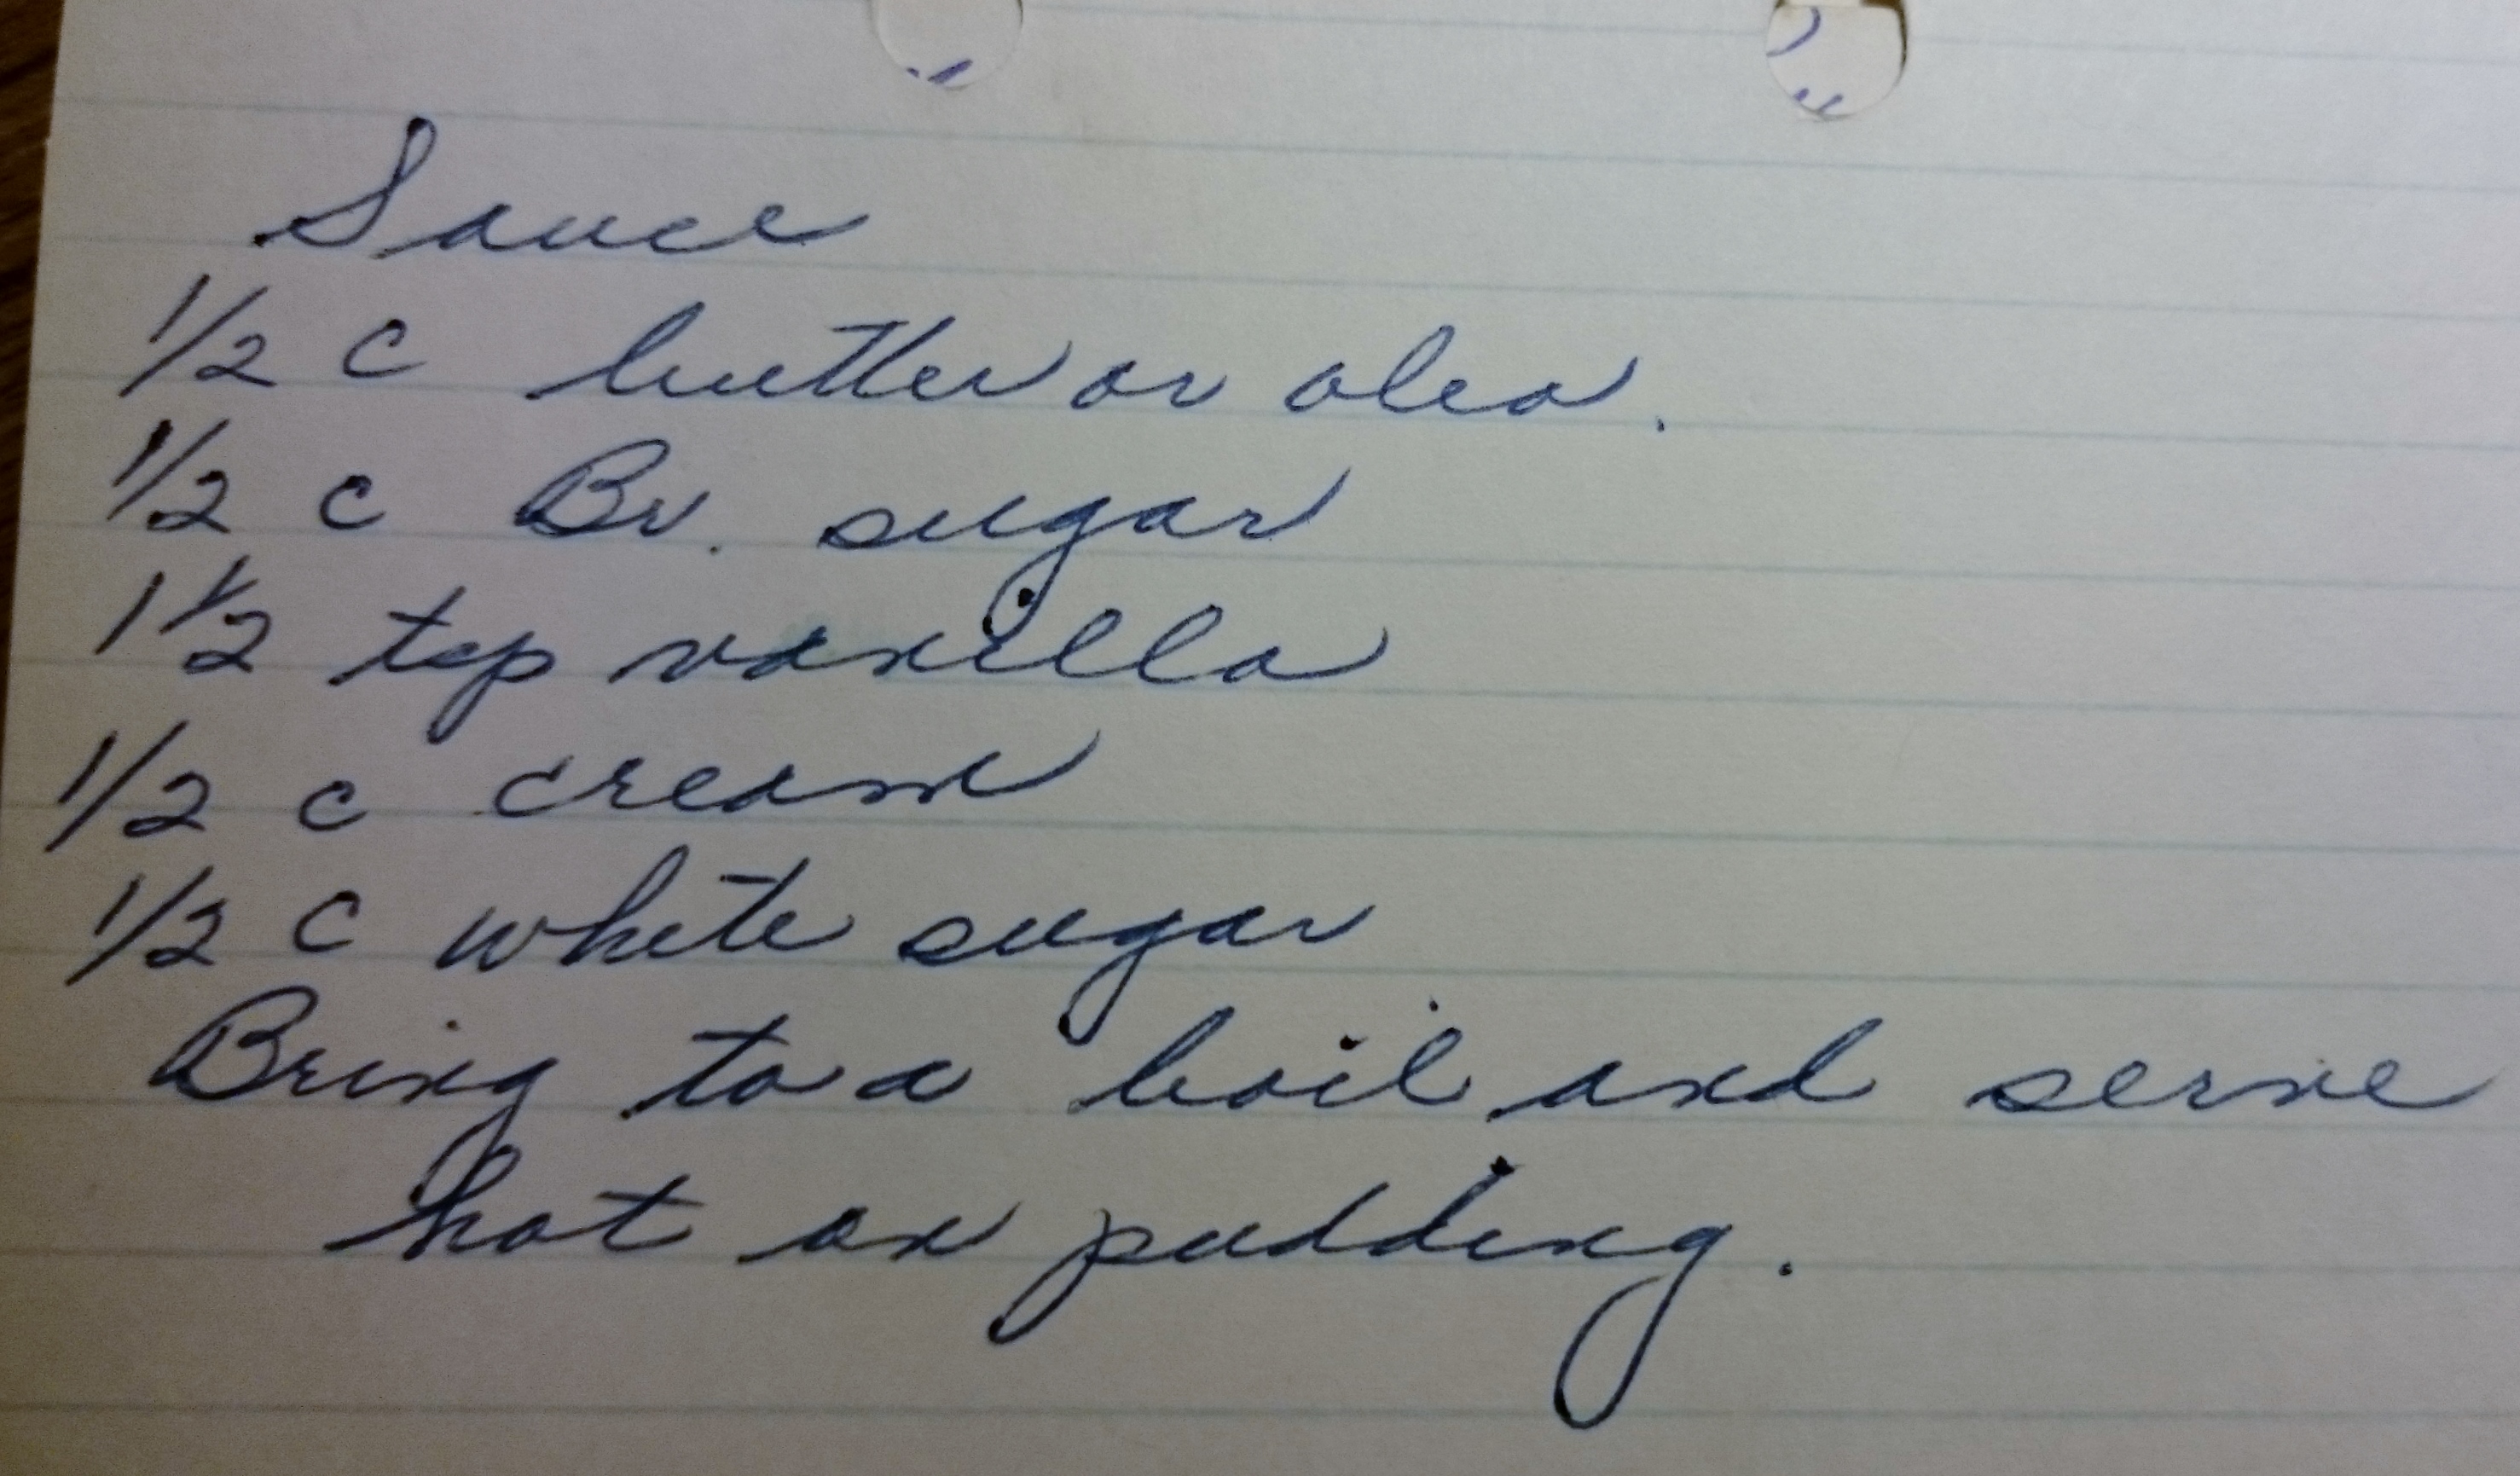 Sauce
1/2 c butter or oleo.
1/2 c Br. sugar
1 1/2 tsp vanilla
1/2 c cream
1/2 c white sugar
Bring to a boil and serve
hot on pudding.